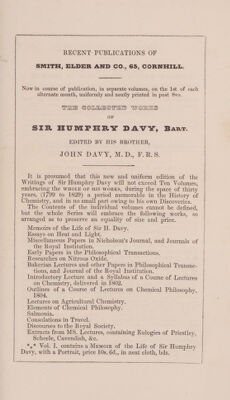 RECENT PUBLICATIONS OF
SMITH, ELDER AND CO., 65, CORNHILL.
Now in course of publication, in separate volumes, on the 1st of each
alternate month, uniformly and neatly printed in post 8vo.
THE COLLECTED WORKS
OF
SIR HUMPHRY DAVY, BART.
EDITED BY HIS BROTHER,
JOHN DAVY, M.D., F.R.S.
It is presumed that this new and uniform edition of the
Writings of Sir Humphry Davy will not exceed Ten Volumes,
embracing the WHOLE OF HIS WORKS, during the space of thirty
years, (1799 to 1829) a period memorable in the History of
Chemistry, and in no small part owing to his own Discoveries.
The Contents of the individual volumes cannot be defined,
but the whole Series will embrace the following works, so
arranged as to preserve an equality of size and price.
Memoirs of the Life of Sir H. Davy.
Essays on Heat and Light.
Miscellaneous Papers in Nicholson's Journal, and Journals of
the Royal Institution.
Early Papers in the Philosophical Transactions.
Researches on Nitrous Oxide.
Bakerian Lectures and other Papers in Philosophical Transac-
tions, and Journal of the Royal Institution.
Introductory Lecture and a Syllabus of a Course of Lectures
on Chemistry, delivered in 1802.
Outlines of a Course of Lectures on Chemical Philosophy,
1804.
Lectures on Agricultural Chemistry.
Elements of Chemical Philosophy.
Salmonia.
Consolations in Travel.
Discourses to the Royal Society.
Extracts from MS. Lectures, containing Eulogies of Priestley,
Scheele, Cavendish, &c.
*⁎* Vol. I. contains a Memoir of the Life of Sir Humphry
Davy, with a Portrait, price 10s. 6d., in neat cloth, bds.